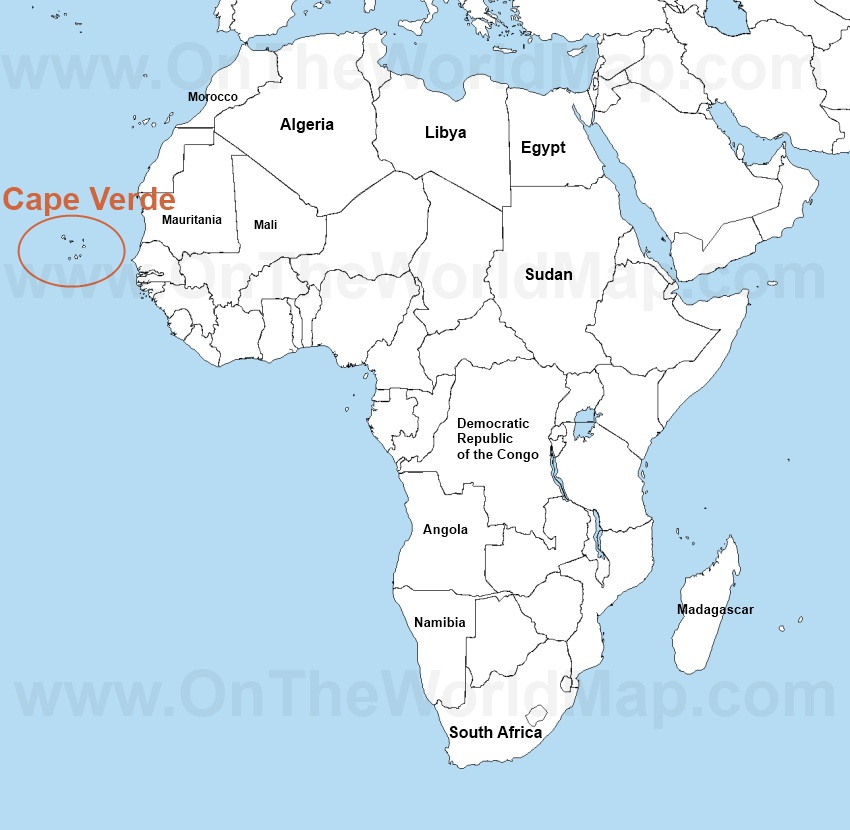 www.OnTheWorldMap.com
Morocco
Algeria
Libya
Egypt
Cape Verde
Mauritania
Mali
www.OnTheWorldMap.com
Sudan
Democratic
Republic
of the Congo
Angola
Madagascar
Namibia
www.OnTheWorldMap.com
South Africa